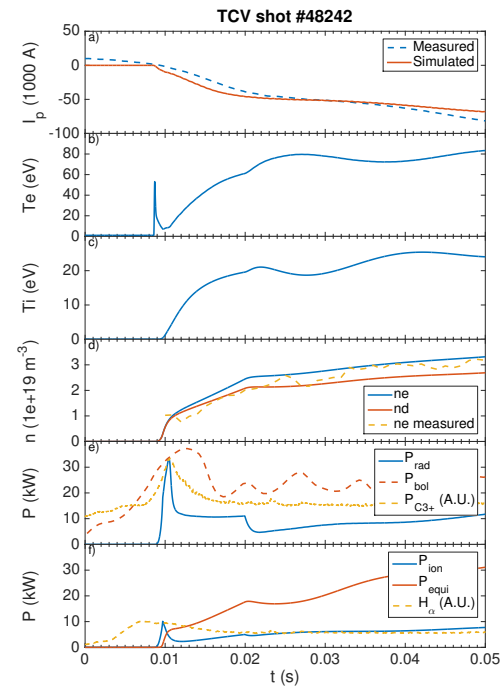 TCV shot #48242
a)
50
0
-50
-100
I_p (1000 A)
Measured
Simulated
b)
80
60
40
20
0
Te (eV)
c)
20
10
0
Ti (eV)
d)
3
2
1
0
n (1e+19 m^-3)
ne
nd
ne measured
e)
30
20
10
0
P (kW)
P_rad
P_bol
P_C3+ (A.U.)
f)
30
20
10
0
P (kW)
P_ion
P_equi
H_α (A.U.)
0 0.01 0.02 0.03 0.04 0.05
t (s)